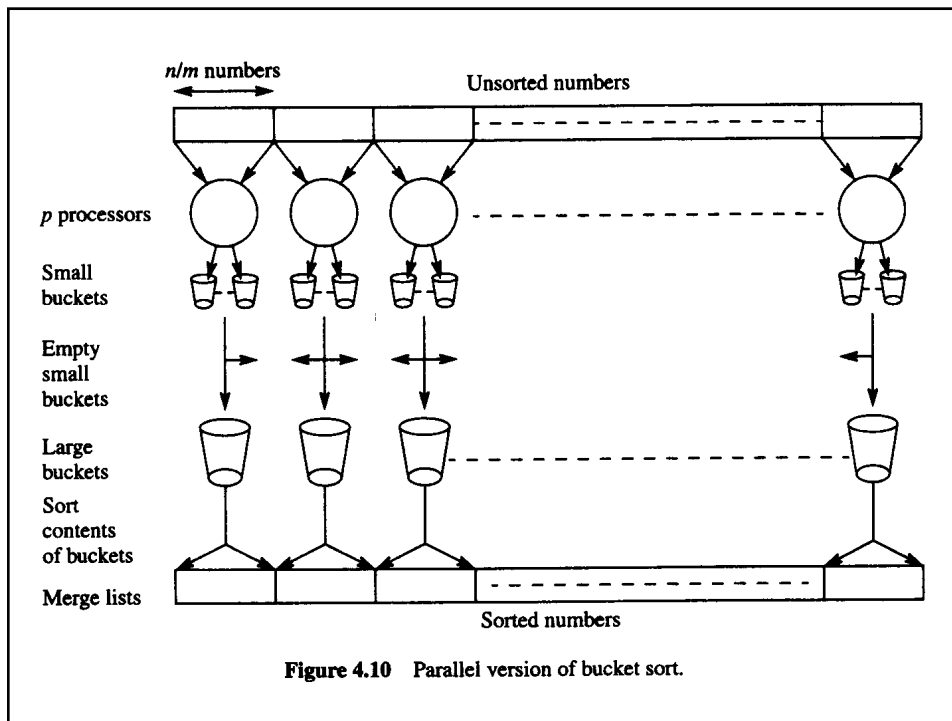 n/m numbers
Unsorted numbers
p processors
Small
buckets
Empty
small
buckets
Large
buckets
Sort
contents
of buckets
Merge lists
Sorted numbers
Figure 4.10 Parallel version of bucket sort.